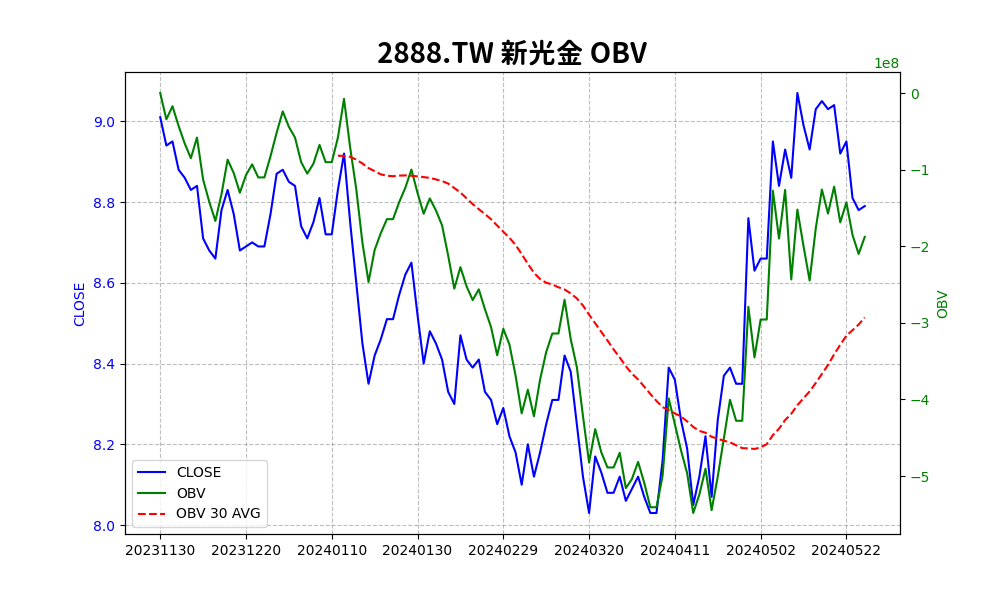 2888.TW 新光金 OBV
1e8
9.0
8.8
8.6
8.4
8.2
8.0
CLOSE
0
−1
−2
−3
−4
−5
OBV
CLOSE
OBV
OBV 30 AVG
20231130 20231220 20240110 20240130 20240229 20240320 20240411 20240502 20240522